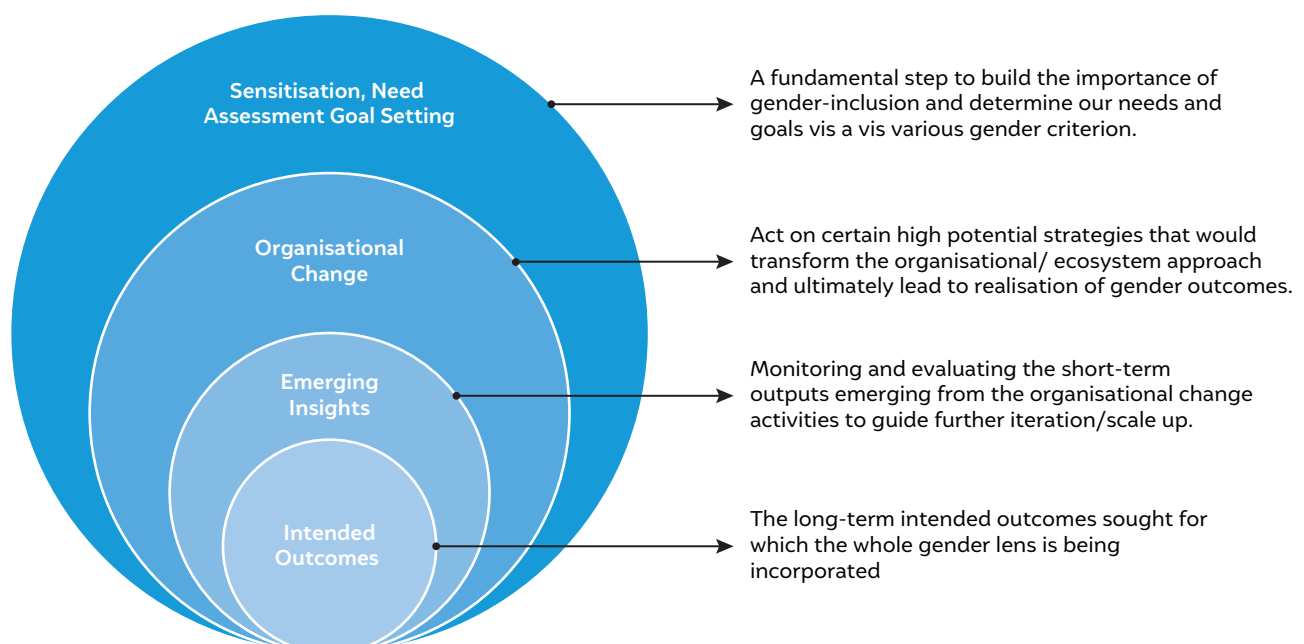 Sensitisation, Need
Assessment Goal Setting
A fundamental step to build the importance of
gender-inclusion and determine our needs and
goals vis a vis various gender criterion.
Organisational
Change
Act on certain high potential strategies that would
transform the organisational/ ecosystem approach
and ultimately lead to realisation of gender outcomes.
Emerging
Insights
Monitoring and evaluating the short-term
outputs emerging from the organisational change
activities to guide further iteration/scale up.
Intended
Outcomes
The long-term intended outcomes sought for
which the whole gender lens is being
incorporated